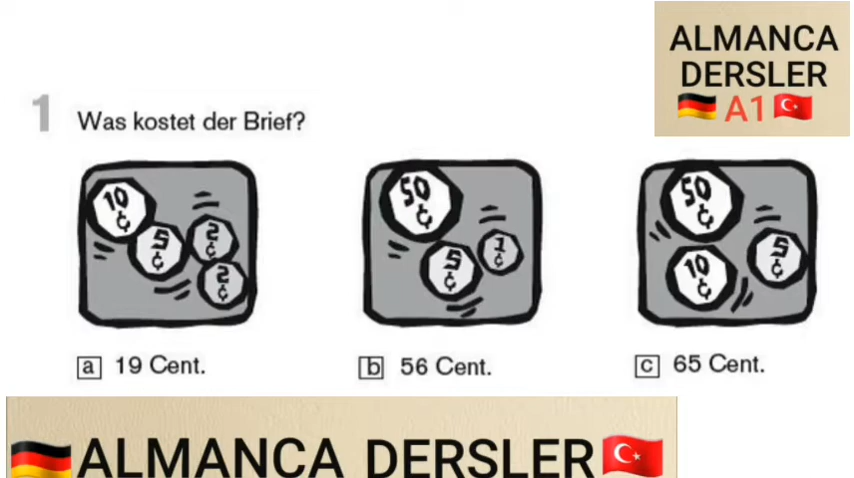 ALMANCA
DERSLER
A1
1 Was kostet der Brief?
10 ¢
5 ¢
2 ¢
2 ¢
50 ¢
5 ¢
1 ¢
50 ¢
10 ¢
5 ¢
a 19 Cent.
b 56 Cent.
c 65 Cent.
ALMANCA DERSLER